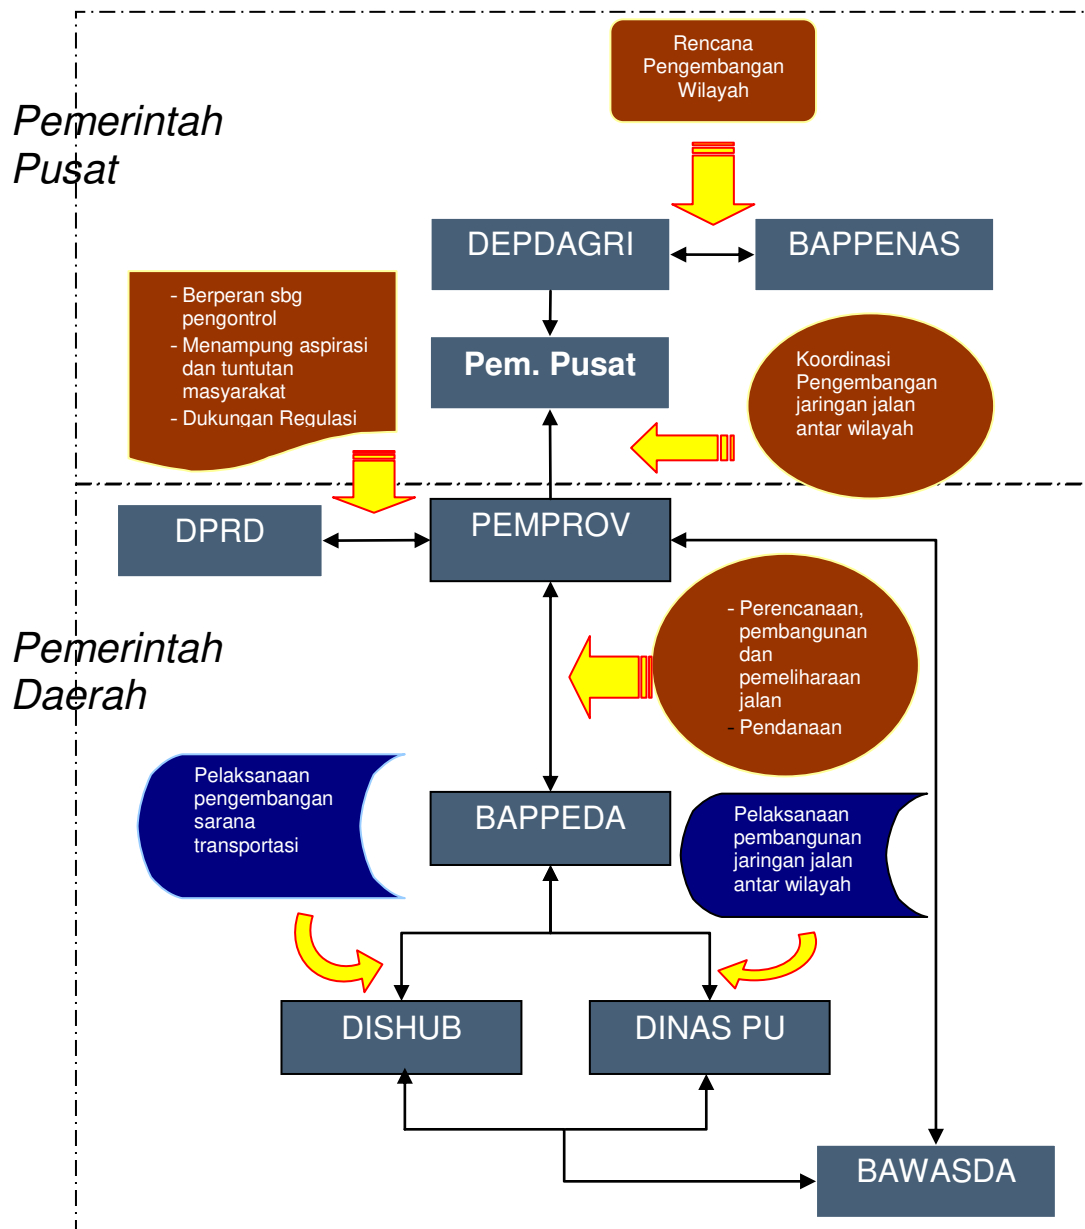 Rencana
Pengembangan
Wilayah
Pemerintah
Pusat
DEPDAGRI
BAPPENAS
- Berperan sbg
pengontrol
- Menampung aspirasi
dan tuntutan
masyarakat
- Dukungan Regulasi
Pem. Pusat
Koordinasi
Pengembangan
jaringan jalan
antar wilayah
DPRD
PEMPROV
Pemerintah
Daerah
- Perencanaan,
pembangunan
dan
pemeliharaan
jalan
- Pendanaan
Pelaksanaan
pengembangan
sarana
transportasi
BAPPEDA
Pelaksanaan
pembangunan
jaringan jalan
antar wilayah
DISHUB
DINAS PU
BAWASDA